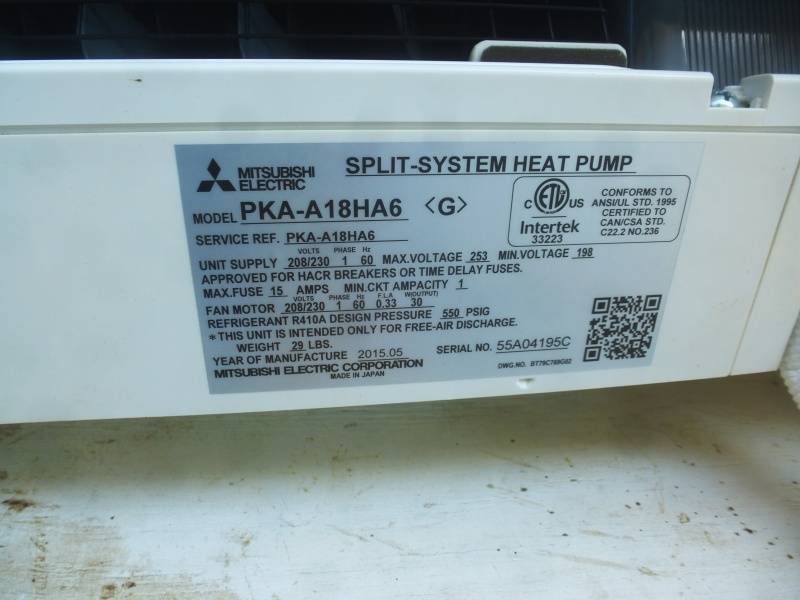 MITSUBISHI ELECTRIC
SPLIT-SYSTEM HEAT PUMP
MODEL PKA-A18HA6 <G>
SERVICE REF. PKA-A18HA6
C ETL US
Intertek
33223
CONFORMS TO
ANSI/UL STD. 1995
CERTIFIED TO
CAN/CSA STD.
C22.2 NO.236
VOLTS PHASE Hz
UNIT SUPPLY 208/230 1 60 MAX.VOLTAGE 253 MIN.VOLTAGE 198
APPROVED FOR HACR BREAKERS OR TIME DELAY FUSES.
MAX.FUSE 15 AMPS MIN.CKT AMPACITY 1
VOLTS PHASE Hz F.L.A W(OUTPUT)
FAN MOTOR 208/230 1 60 0.33 30
REFRIGERANT R410A DESIGN PRESSURE 550 PSIG
*THIS UNIT IS INTENDED ONLY FOR FREE-AIR DISCHARGE.
WEIGHT 29 LBS.
YEAR OF MANUFACTURE 2015.05
SERIAL NO. 55A04195C
MITSUBISHI ELECTRIC CORPORATION
MADE IN JAPAN
DWG.NO. BT79C768G02